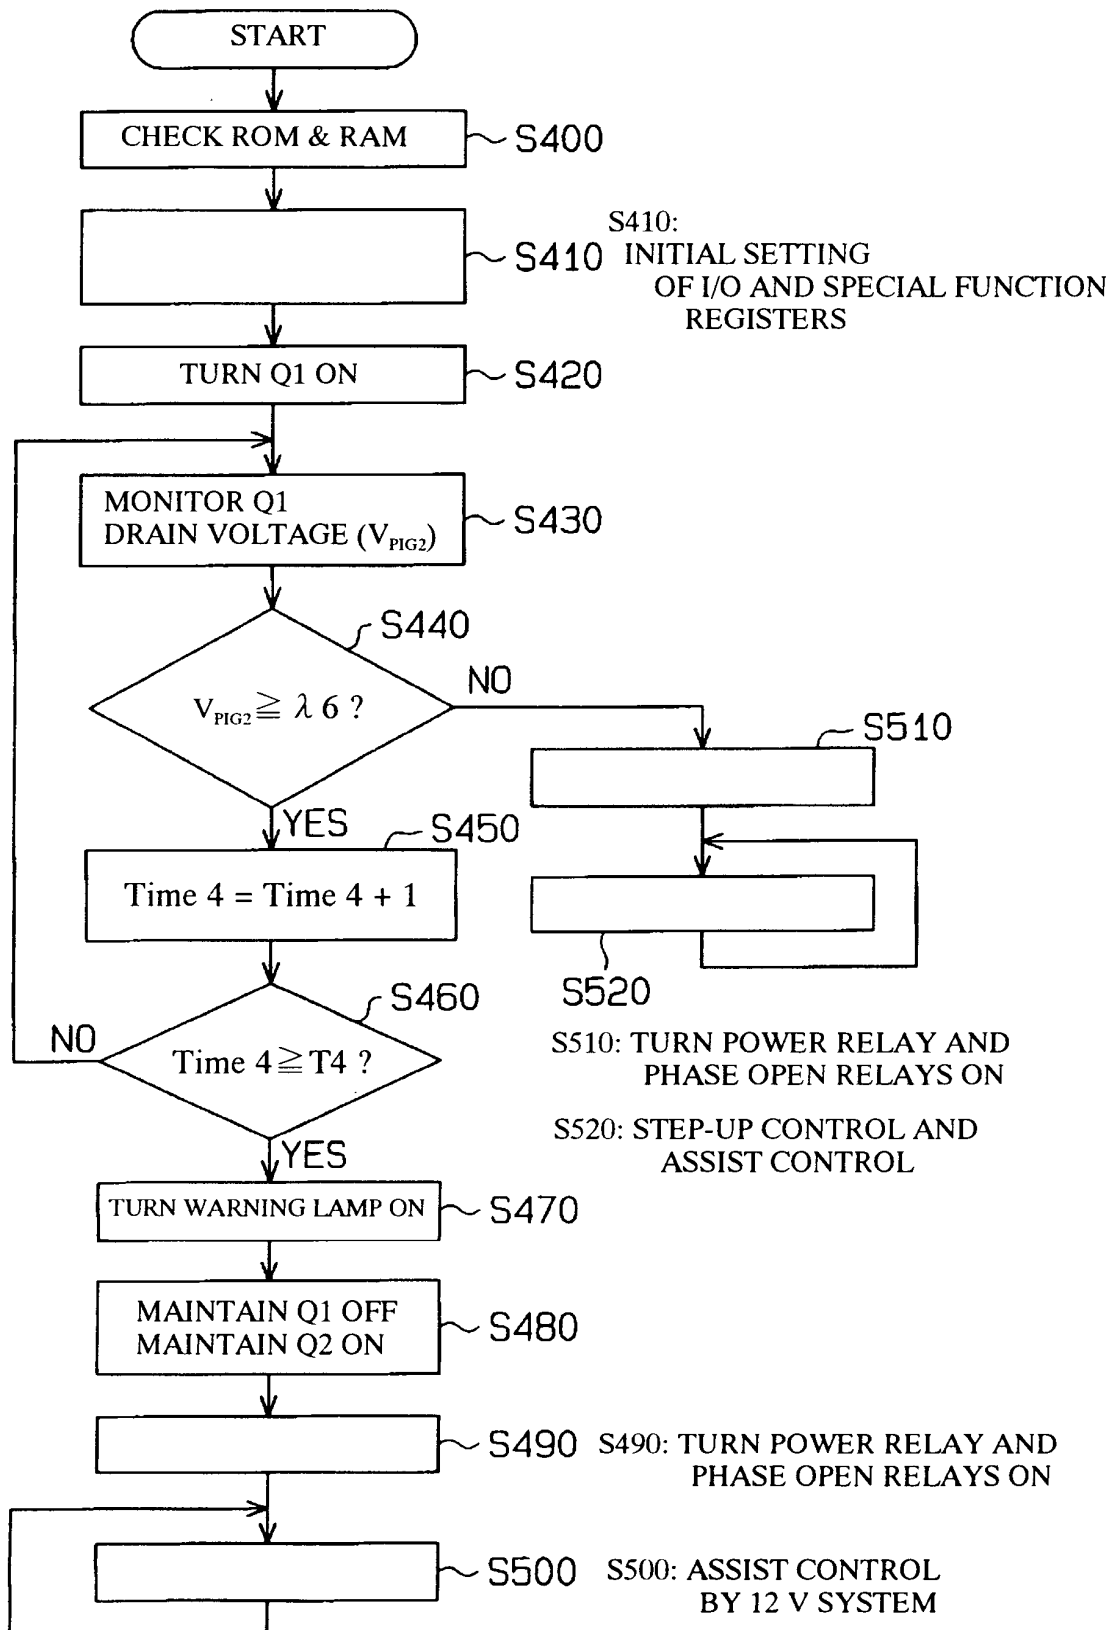 START
CHECK ROM & RAM
S400
S410
S410:
INITIAL SETTING
OF I/O AND SPECIAL FUNCTION
REGISTERS
TURN Q1 ON
S420
MONITOR Q1
DRAIN VOLTAGE (VPIG2)
S430
S440
VPIG2 ≧ λ 6 ?
NO
YES
S510
S450
Time 4 = Time 4 + 1
S520
S460
NO
Time 4 ≧ T4 ?
YES
S510: TURN POWER RELAY AND
PHASE OPEN RELAYS ON
S520: STEP-UP CONTROL AND
ASSIST CONTROL
TURN WARNING LAMP ON
S470
MAINTAIN Q1 OFF
MAINTAIN Q2 ON
S480
S490
S490: TURN POWER RELAY AND
PHASE OPEN RELAYS ON
S500
S500: ASSIST CONTROL
BY 12 V SYSTEM